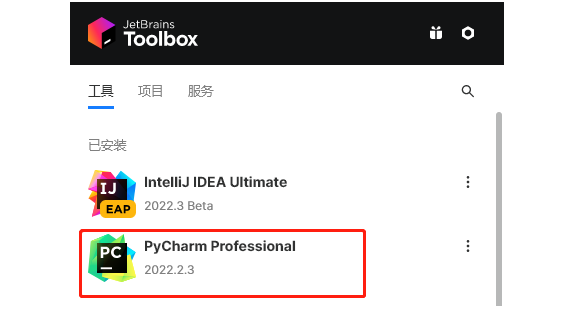 JetBrains
Toolbox
工具 项目 服务
已安装
IJ
EAP
IntelliJ IDEA Ultimate
2022.3 Beta
PC
PyCharm Professional
2022.2.3